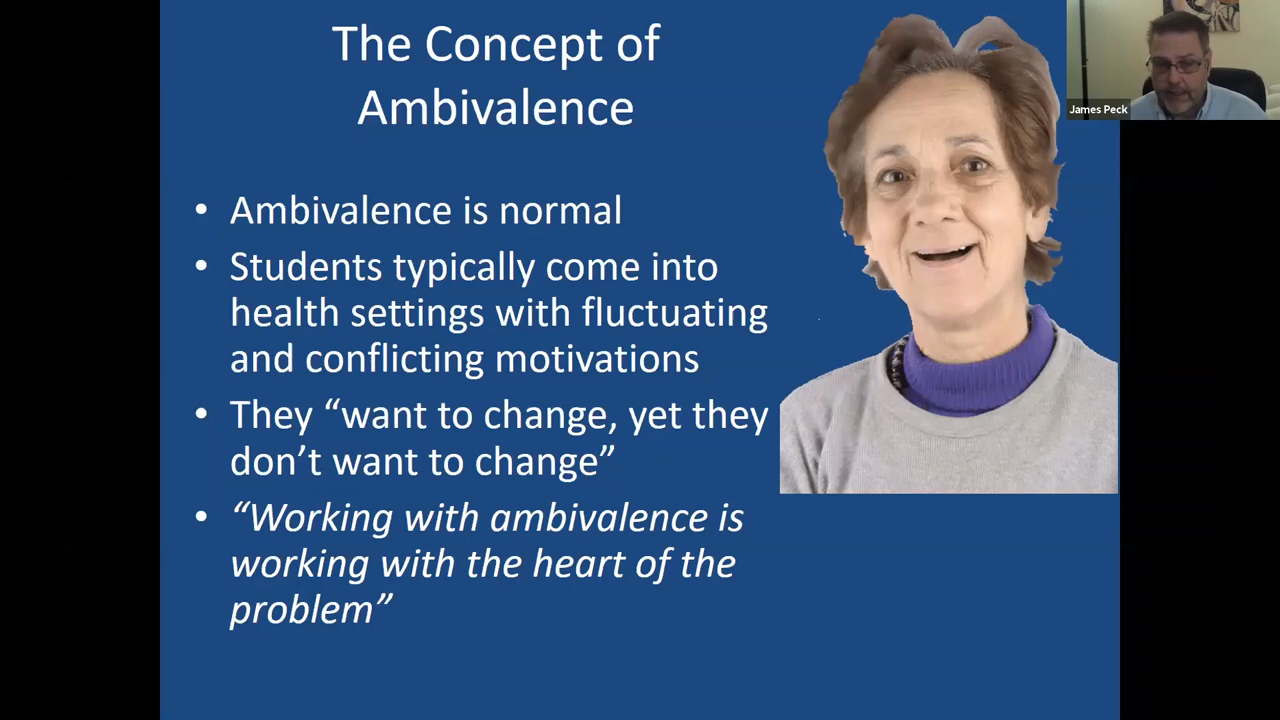 The Concept of
Ambivalence
James Peck
• Ambivalence is normal
• Students typically come into
health settings with fluctuating
and conflicting motivations
• They “want to change, yet they
don’t want to change”
• “Working with ambivalence is
working with the heart of the
problem”